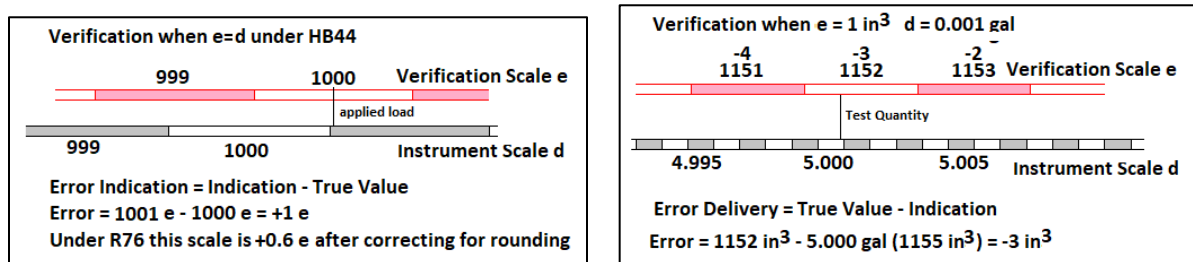 Verification when e=d under HB44
999 1000 Verification Scale e
applied load
999 1000 Instrument Scale d
Error Indication = Indication - True Value
Error = 1001 e - 1000 e = +1 e
Under R76 this scale is +0.6 e after correcting for rounding
Verification when e = 1 in³ d = 0.001 gal
-4 -3 -2
1151 1152 1153 Verification Scale e
Test Quantity
4.995 5.000 5.005 Instrument Scale d
Error Delivery = True Value - Indication
Error = 1152 in³ - 5.000 gal (1155 in³) = -3 in³